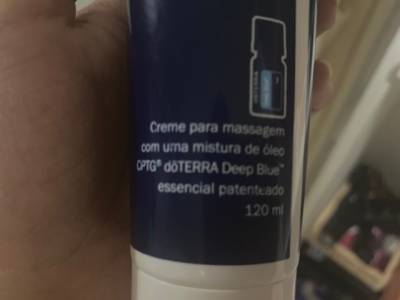 Creme para massagem
com uma mistura de óleo
CPTG® dōTERRA Deep Blue™
essencial patenteado
120 ml